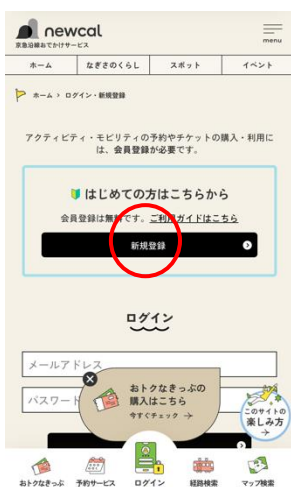 newcal
京急沿線おでかけサービス
menu
ホーム なぎさのくらし スポット イベント
ホーム › ログイン・新規登録
アクティビティ・モビリティの予約やチケットの購入・利用に
は、会員登録が必要です。
はじめての方はこちらから
会員登録は無料です。ご利用ガイドはこちら
新規登録
ログイン
メールアドレス
パスワード
おトクなきっぷの
購入はこちら
今すぐチェック →
このサイトの
楽しみ方
→
おトクなきっぷ 予約サービス ログイン 経路検索 マップ検索